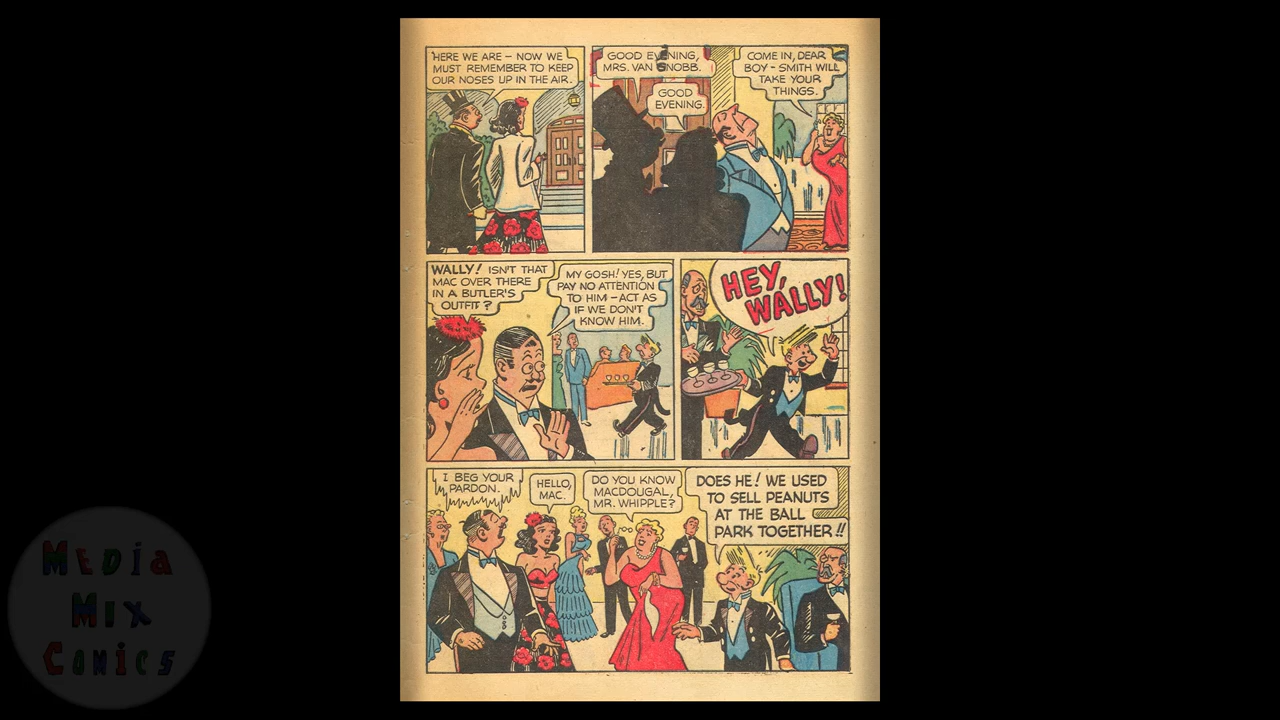 HERE WE ARE - NOW WE
MUST REMEMBER TO KEEP
OUR NOSES UP IN THE AIR.
GOOD EVENING,
MRS. VAN SNOBB.
GOOD
EVENING.
COME IN, DEAR
BOY - SMITH WILL
TAKE YOUR
THINGS.
WALLY! ISN'T THAT
MAC OVER THERE
IN A BUTLER'S
OUTFIT?
MY GOSH! YES, BUT
PAY NO ATTENTION
TO HIM - ACT AS
IF WE DON'T
KNOW HIM.
HEY,
WALLY!
I BEG YOUR
PARDON.
HELLO,
MAC.
DO YOU KNOW
MACDOUGAL,
MR. WHIPPLE?
DOES HE! WE USED
TO SELL PEANUTS
AT THE BALL
PARK TOGETHER!!
MEDIA
MIX
COMICS